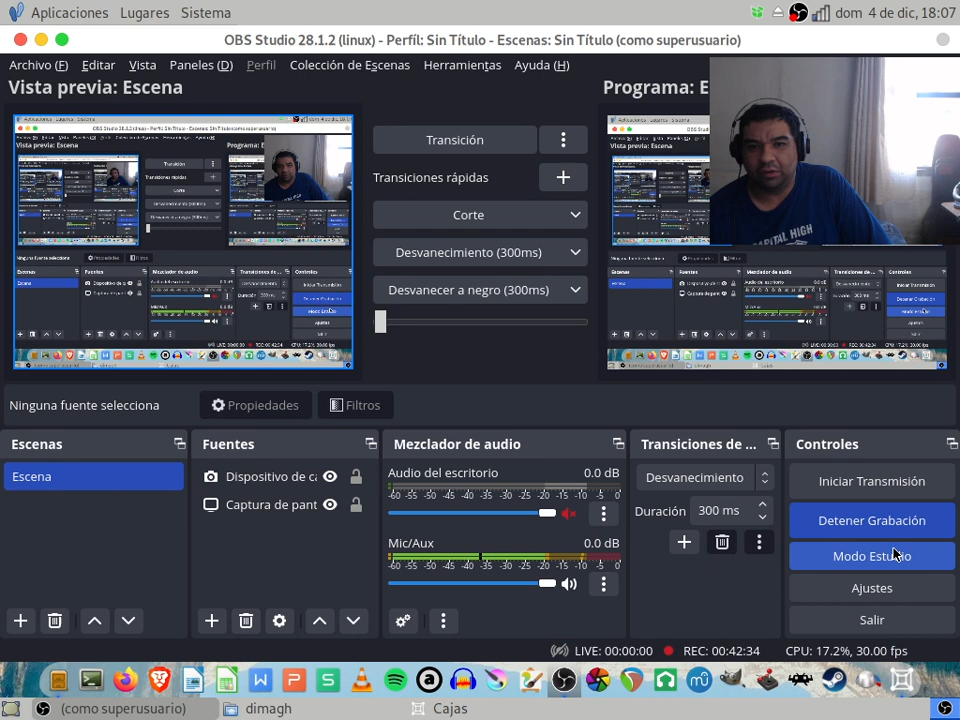 Aplicaciones Lugares Sistema dom 4 de dic, 18:07
OBS Studio 28.1.2 (linux) - Perfíl: Sin Título - Escenas: Sin Título (como superusuario)
Archivo (F) Editar Vista Paneles (D) Perfil Colección de Escenas Herramientas Ayuda (H)
Vista previa: Escena
Programa: E
Transición
Transiciones rápidas
Corte
Desvanecimiento (300ms)
Desvanecer a negro (300ms)
CAPITAL HIGH
Ninguna fuente selecciona Propiedades Filtros
Escenas
Escena
Fuentes
Dispositivo de ca
Captura de pant
Mezclador de audio
Audio del escritorio 0.0 dB
-60 -55 -50 -45 -40 -35 -30 -25 -20 -15 -10 -5 0
Mic/Aux 0.0 dB
-60 -55 -50 -45 -40 -35 -30 -25 -20 -15 -10 -5 0
Transiciones de ...
Desvanecimiento
Duración 300 ms
Controles
Iniciar Transmisión
Detener Grabación
Modo Estudio
Ajustes
Salir
LIVE: 00:00:00 REC: 00:42:34 CPU: 17.2%, 30.00 fps
(como superusuario) dimagh Cajas